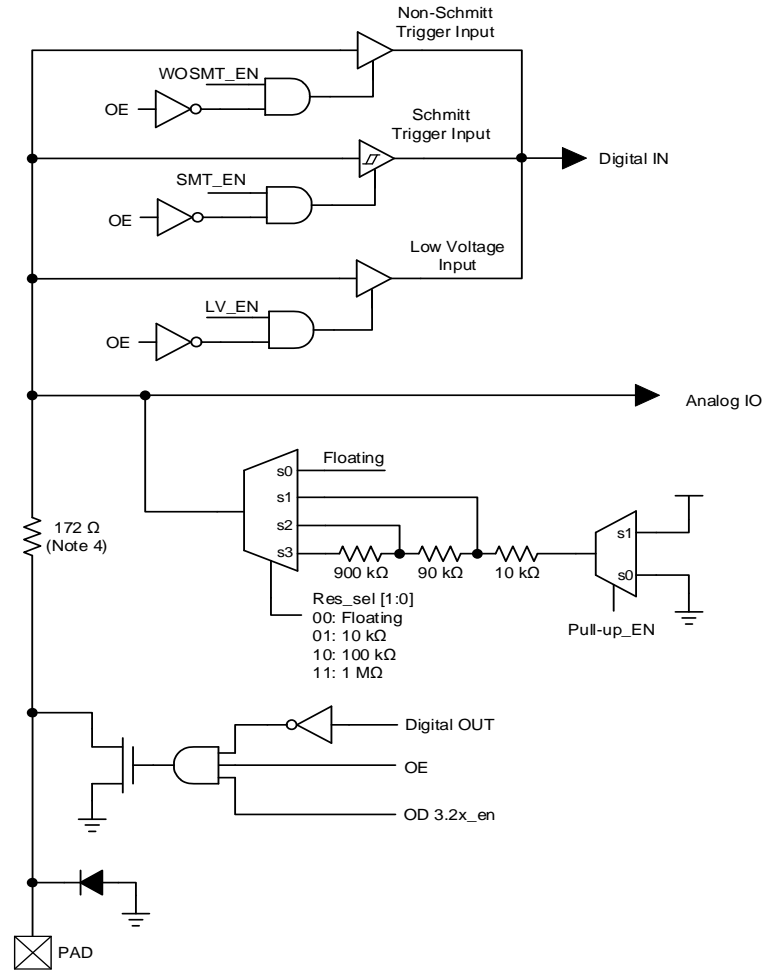 Non-Schmitt
Trigger Input
WOSMT_EN
OE
Schmitt
Trigger Input
Digital IN
SMT_EN
OE
Low Voltage
Input
LV_EN
OE
Analog IO
Floating
s0
s1
s2
s3
172 Ω
(Note 4)
900 kΩ
90 kΩ
10 kΩ
s1
s0
Res_sel [1:0]
00: Floating
01: 10 kΩ
10: 100 kΩ
11: 1 MΩ
Pull-up_EN
Digital OUT
OE
OD 3.2x_en
PAD